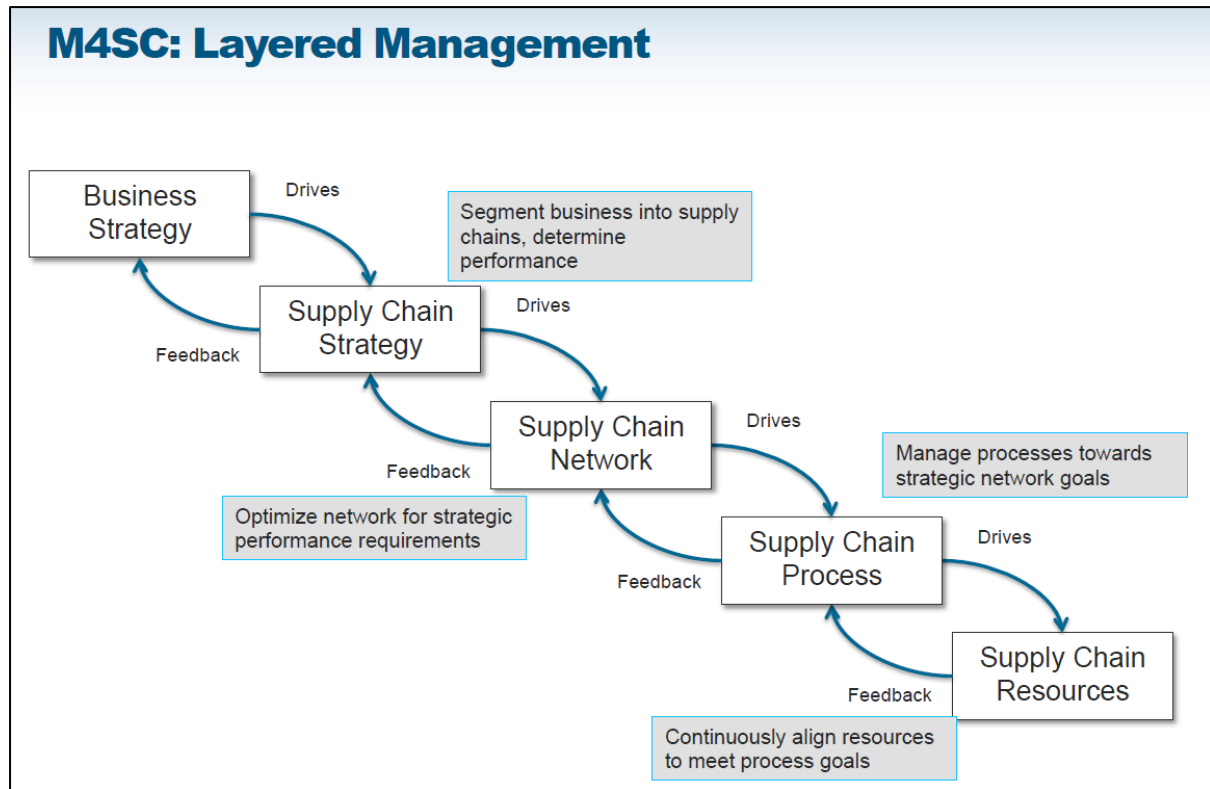 M4SC: Layered Management
Business
Strategy
Drives
Segment business into supply
chains, determine
performance
Supply Chain
Strategy
Drives
Feedback
Supply Chain
Network
Drives
Feedback
Manage processes towards
strategic network goals
Optimize network for strategic
performance requirements
Supply Chain
Process
Drives
Feedback
Supply Chain
Resources
Feedback
Continuously align resources
to meet process goals